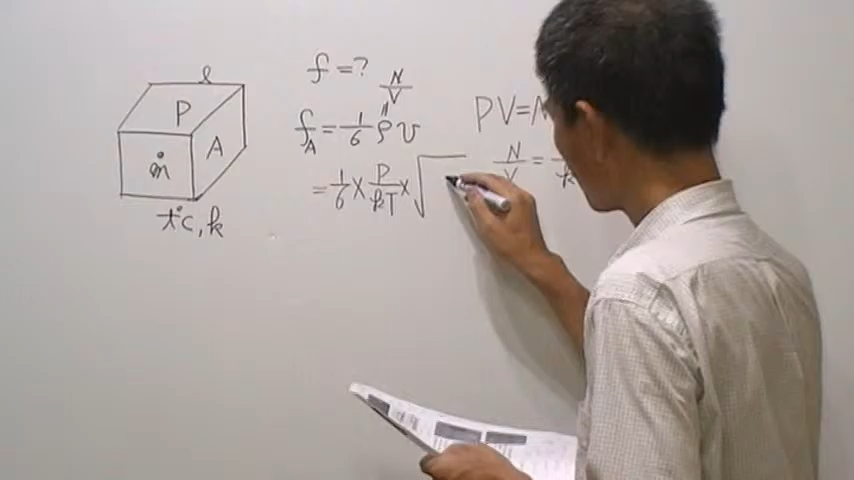 l
P
m
A
t°C, k
f = ?
N/V
f/A = 1/6 ρ v
= 1/6 × P/kT × √
PV = N
N/V =
k